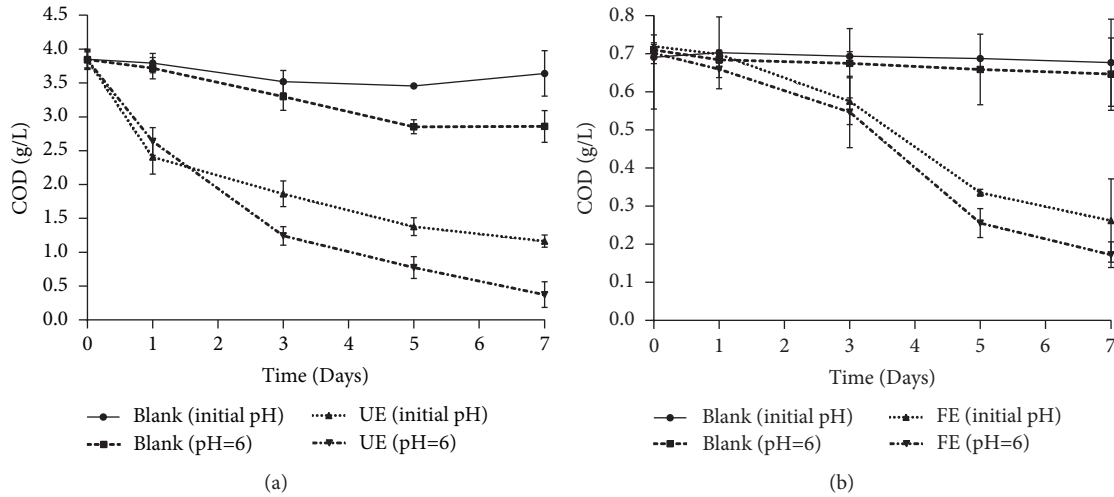 4.5
4.0
3.5
3.0
2.5
2.0
1.5
1.0
0.5
0.0
COD (g/L)
0 1 2 3 4 5 6 7
Time (Days)
Blank (initial pH)
Blank (pH=6)
UE (initial pH)
UE (pH=6)
(a)
0.8
0.7
0.6
0.5
0.4
0.3
0.2
0.1
0.0
COD (g/L)
0 1 2 3 4 5 6 7
Time (Days)
Blank (initial pH)
Blank (pH=6)
FE (initial pH)
FE (pH=6)
(b)